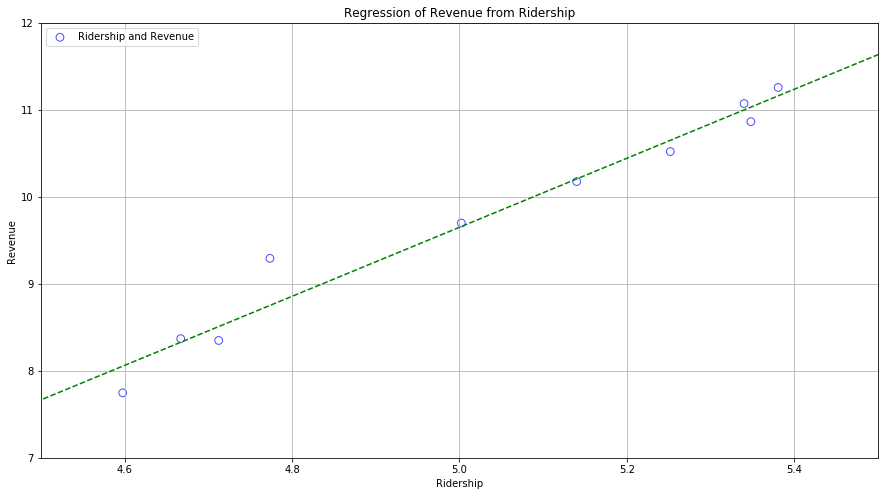 Regression of Revenue from Ridership
Ridership and Revenue
12
11
10
9
8
7
Revenue
4.6
4.8
5.0
5.2
5.4
Ridership